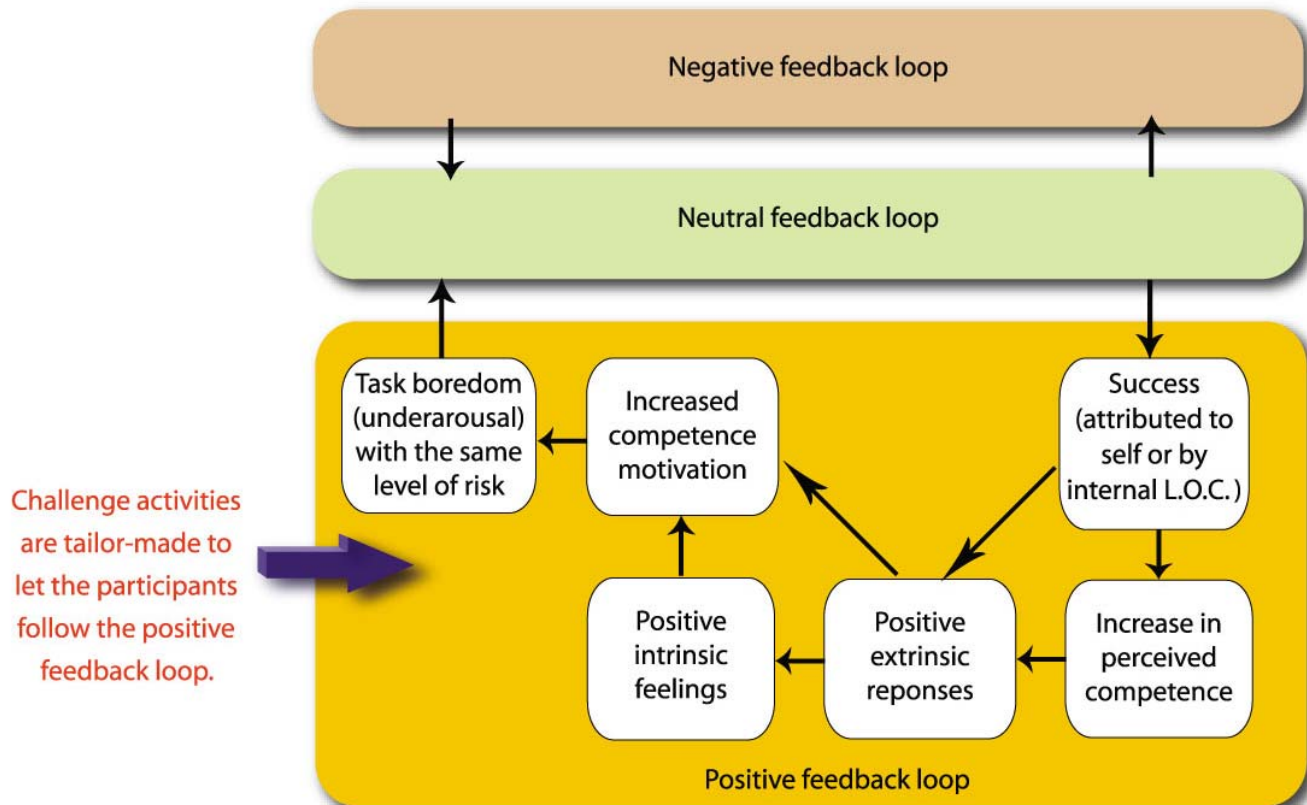 Negative feedback loop
Neutral feedback loop
Task boredom
(underarousal)
with the same
level of risk
Increased
competence
motivation
Success
(attributed to
self or by
internal L.O.C. )
Challenge activities
are tailor-made to
let the participants
follow the positive
feedback loop.
Positive
intrinsic
feelings
Positive
extrinsic
reponses
Increase in
perceived
competence
Positive feedback loop